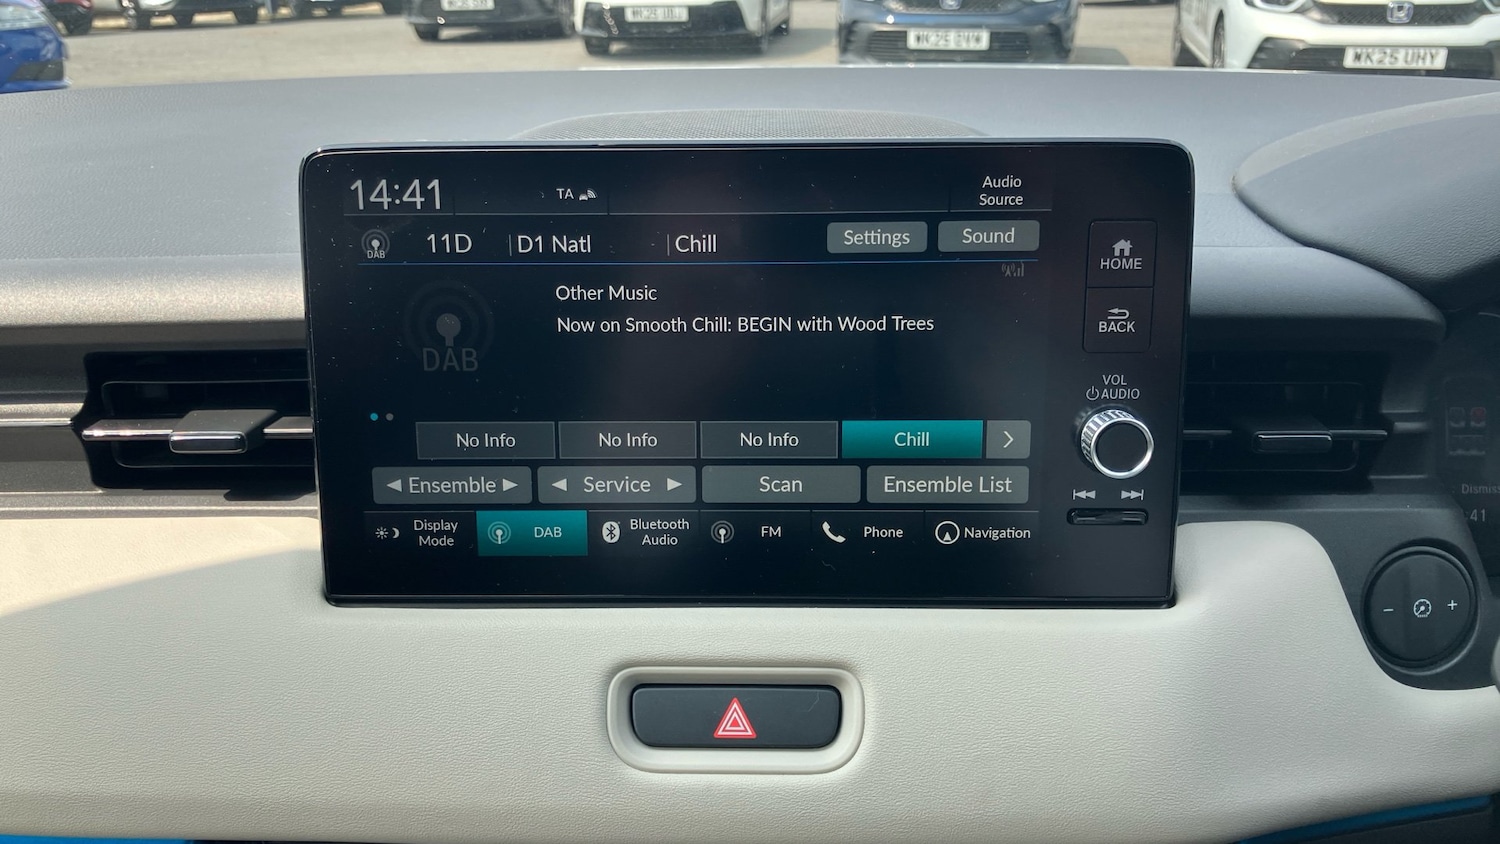 WK25 UHY
14:41
TA
Audio
Source
DAB
11D
D1 Natl
Chill
Settings
Sound
HOME
Other Music
Now on Smooth Chill: BEGIN with Wood Trees
DAB
BACK
VOL
AUDIO
No Info
No Info
No Info
Chill
Ensemble
Service
Scan
Ensemble List
Display
Mode
DAB
Bluetooth
Audio
FM
Phone
Navigation
- +